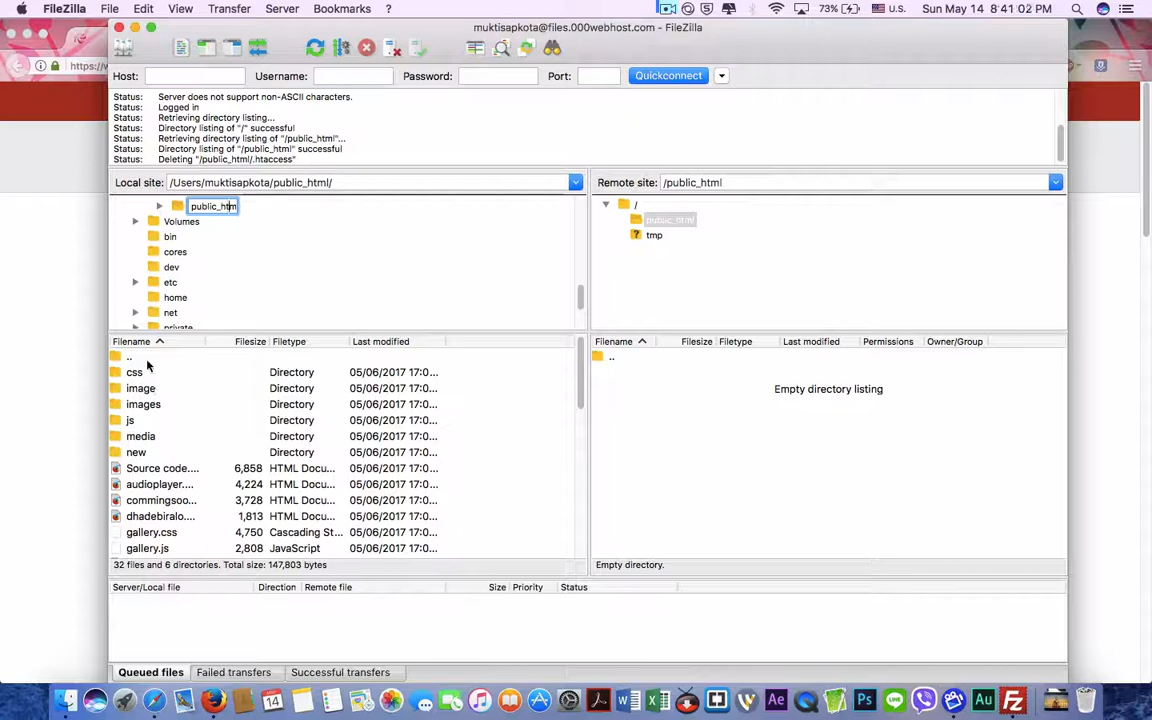 FileZilla File Edit View Transfer Server Bookmarks ? 73% U.S. Sun May 14 8:41:02 PM
muktisapkota@files.000webhost.com - FileZilla
https://w
Host: Username: Password: Port: Quickconnect
Status: Server does not support non-ASCII characters.
Status: Logged in
Status: Retrieving directory listing...
Status: Directory listing of "/" successful
Status: Retrieving directory listing of "/public_html"...
Status: Directory listing of "/public_html" successful
Status: Deleting "/public_html/.htaccess"
Local site: /Users/muktisapkota/public_html/
Remote site: /public_html
public_htm
Volumes
bin
cores
dev
etc
home
net
private
/
public_html
tmp
Filename Filesize Filetype Last modified
..
css Directory 05/06/2017 17:0...
image Directory 05/06/2017 17:0...
images Directory 05/06/2017 17:0...
js Directory 05/06/2017 17:0...
media Directory 05/06/2017 17:0...
new Directory 05/06/2017 17:0...
Source code.... 6,858 HTML Docu... 05/06/2017 17:0...
audioplayer.... 4,224 HTML Docu... 05/06/2017 17:0...
commingsoo... 3,728 HTML Docu... 05/06/2017 17:0...
dhadebiralo.... 1,813 HTML Docu... 05/06/2017 17:0...
gallery.css 4,750 Cascading St... 05/06/2017 17:0...
gallery.js 2,808 JavaScript 05/06/2017 17:0...
32 files and 6 directories. Total size: 147,803 bytes
Filename Filesize Filetype Last modified Permissions Owner/Group
..
Empty directory listing
Empty directory.
Server/Local file Direction Remote file Size Priority Status
Queued files Failed transfers Successful transfers
14
W
X
V
Ae
Ps
LINE
Au
Fz